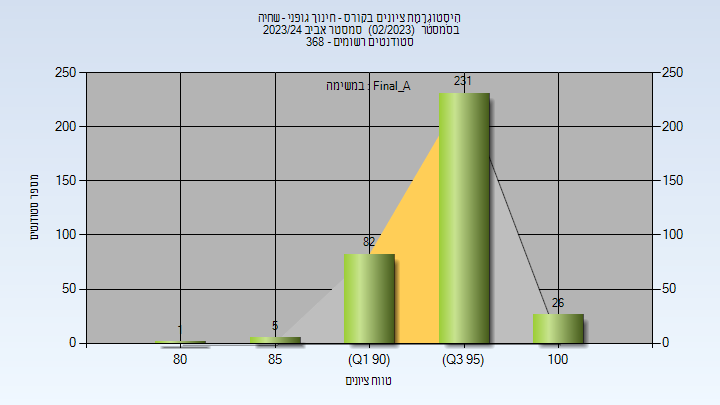 היסטוגרמת ציונים בקורס - חינוך גופני - שחיה
בסמסטר (02/2023) סמסטר אביב 2023/24
סטודנטים רשומים - 368
במשימה : Final_A
250
200
150
100
50
0
250
200
150
100
50
0
1
5
82
231
26
80
85
(Q1 90)
(Q3 95)
100
מספר סטודנטים
טווח ציונים